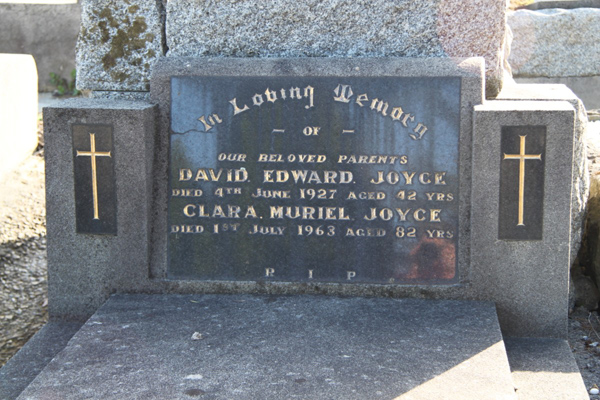 In Loving Memory
– OF –
OUR BELOVED PARENTS
DAVID. EDWARD. JOYCE
DIED 4TH JUNE 1927 AGED 42 YRS
CLARA. MURIEL. JOYCE
DIED 1ST JULY 1963 AGED 82 YRS
R I P